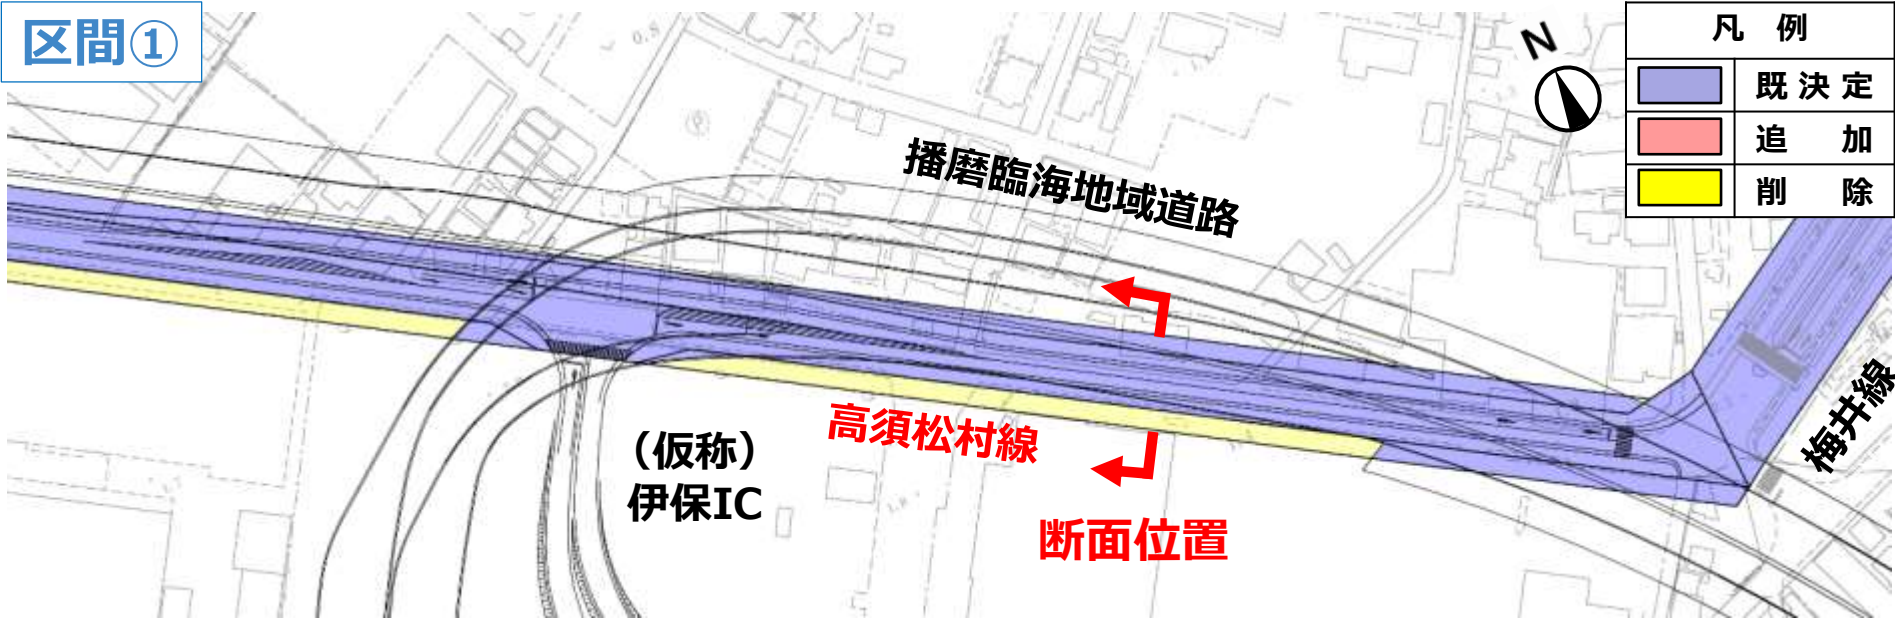 区間①
凡 例
既決定
追 加
削 除
N
播磨臨海地域道路
高須松村線
梅井線
(仮称)
伊保IC
断面位置